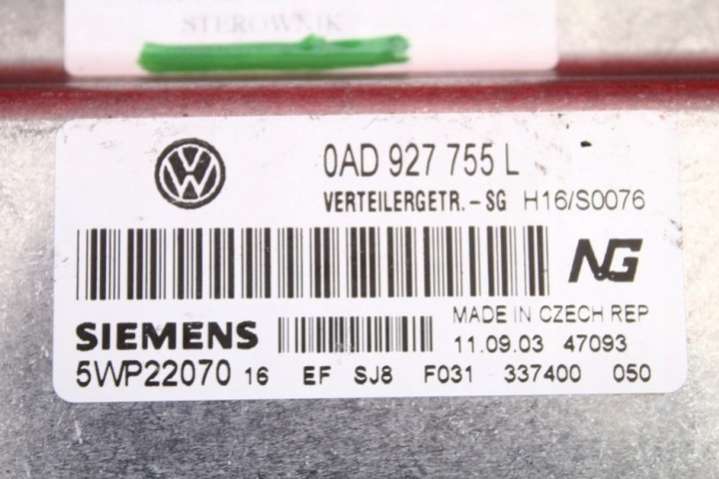 STEROWNIK
VW
0AD 927 755 L
VERTEILERGETR.-SG H16/S0076
NG
MADE IN CZECH REP
SIEMENS
11.09.03 47093
5WP22070 16 EF SJ8 F031 337400 050